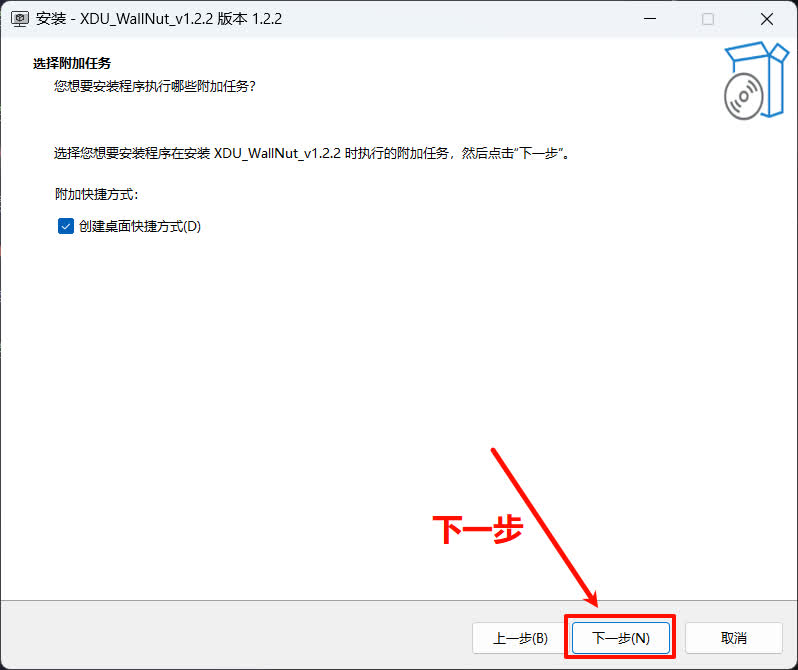 安装 - XDU_WallNut_v1.2.2 版本 1.2.2
选择附加任务
您想要安装程序执行哪些附加任务?
选择您想要安装程序在安装 XDU_WallNut_v1.2.2 时执行的附加任务，然后点击“下一步”。
附加快捷方式:
创建桌面快捷方式(D)
下一步
上一步(B) 下一步(N) 取消